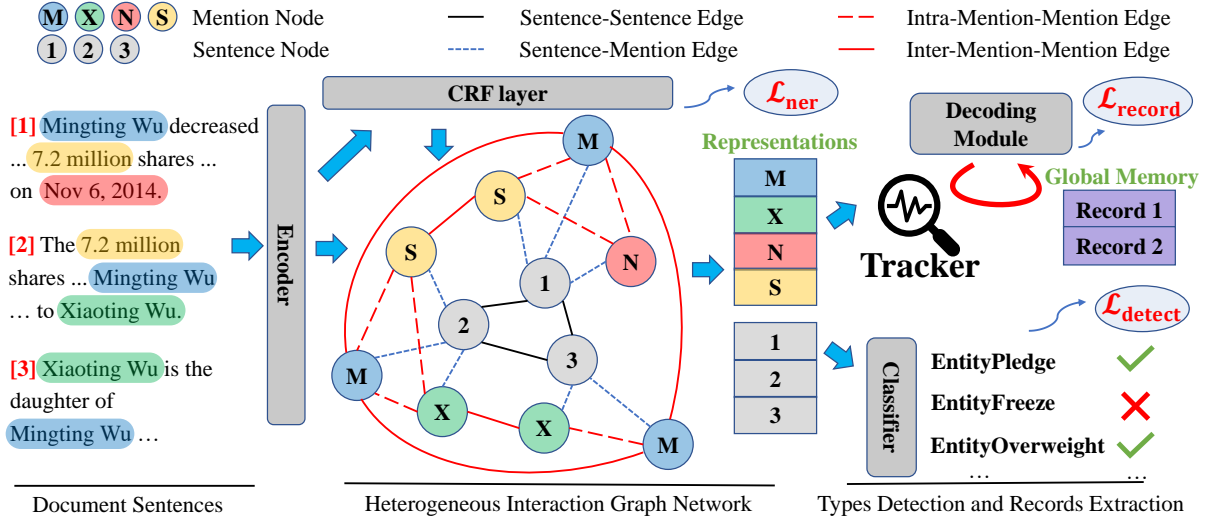 M X N S Mention Node
1 2 3 Sentence Node
Sentence-Sentence Edge
Sentence-Mention Edge
Intra-Mention-Mention Edge
Inter-Mention-Mention Edge
[1] Mingting Wu decreased
... 7.2 million shares ...
on Nov 6, 2014.
[2] The 7.2 million
shares ... Mingting Wu
... to Xiaoting Wu.
[3] Xiaoting Wu is the
daughter of
Mingting Wu ...
Document Sentences
Encoder
CRF layer
ℒner
M
S
S
N
1
2
3
M
X
X
M
Heterogeneous Interaction Graph Network
Representations
M
X
N
S
1
2
3
Decoding
Module
ℒrecord
Global Memory
Record 1
Record 2
Tracker
ℒdetect
Classifier
EntityPledge
EntityFreeze
EntityOverweight
... ...
Types Detection and Records Extraction